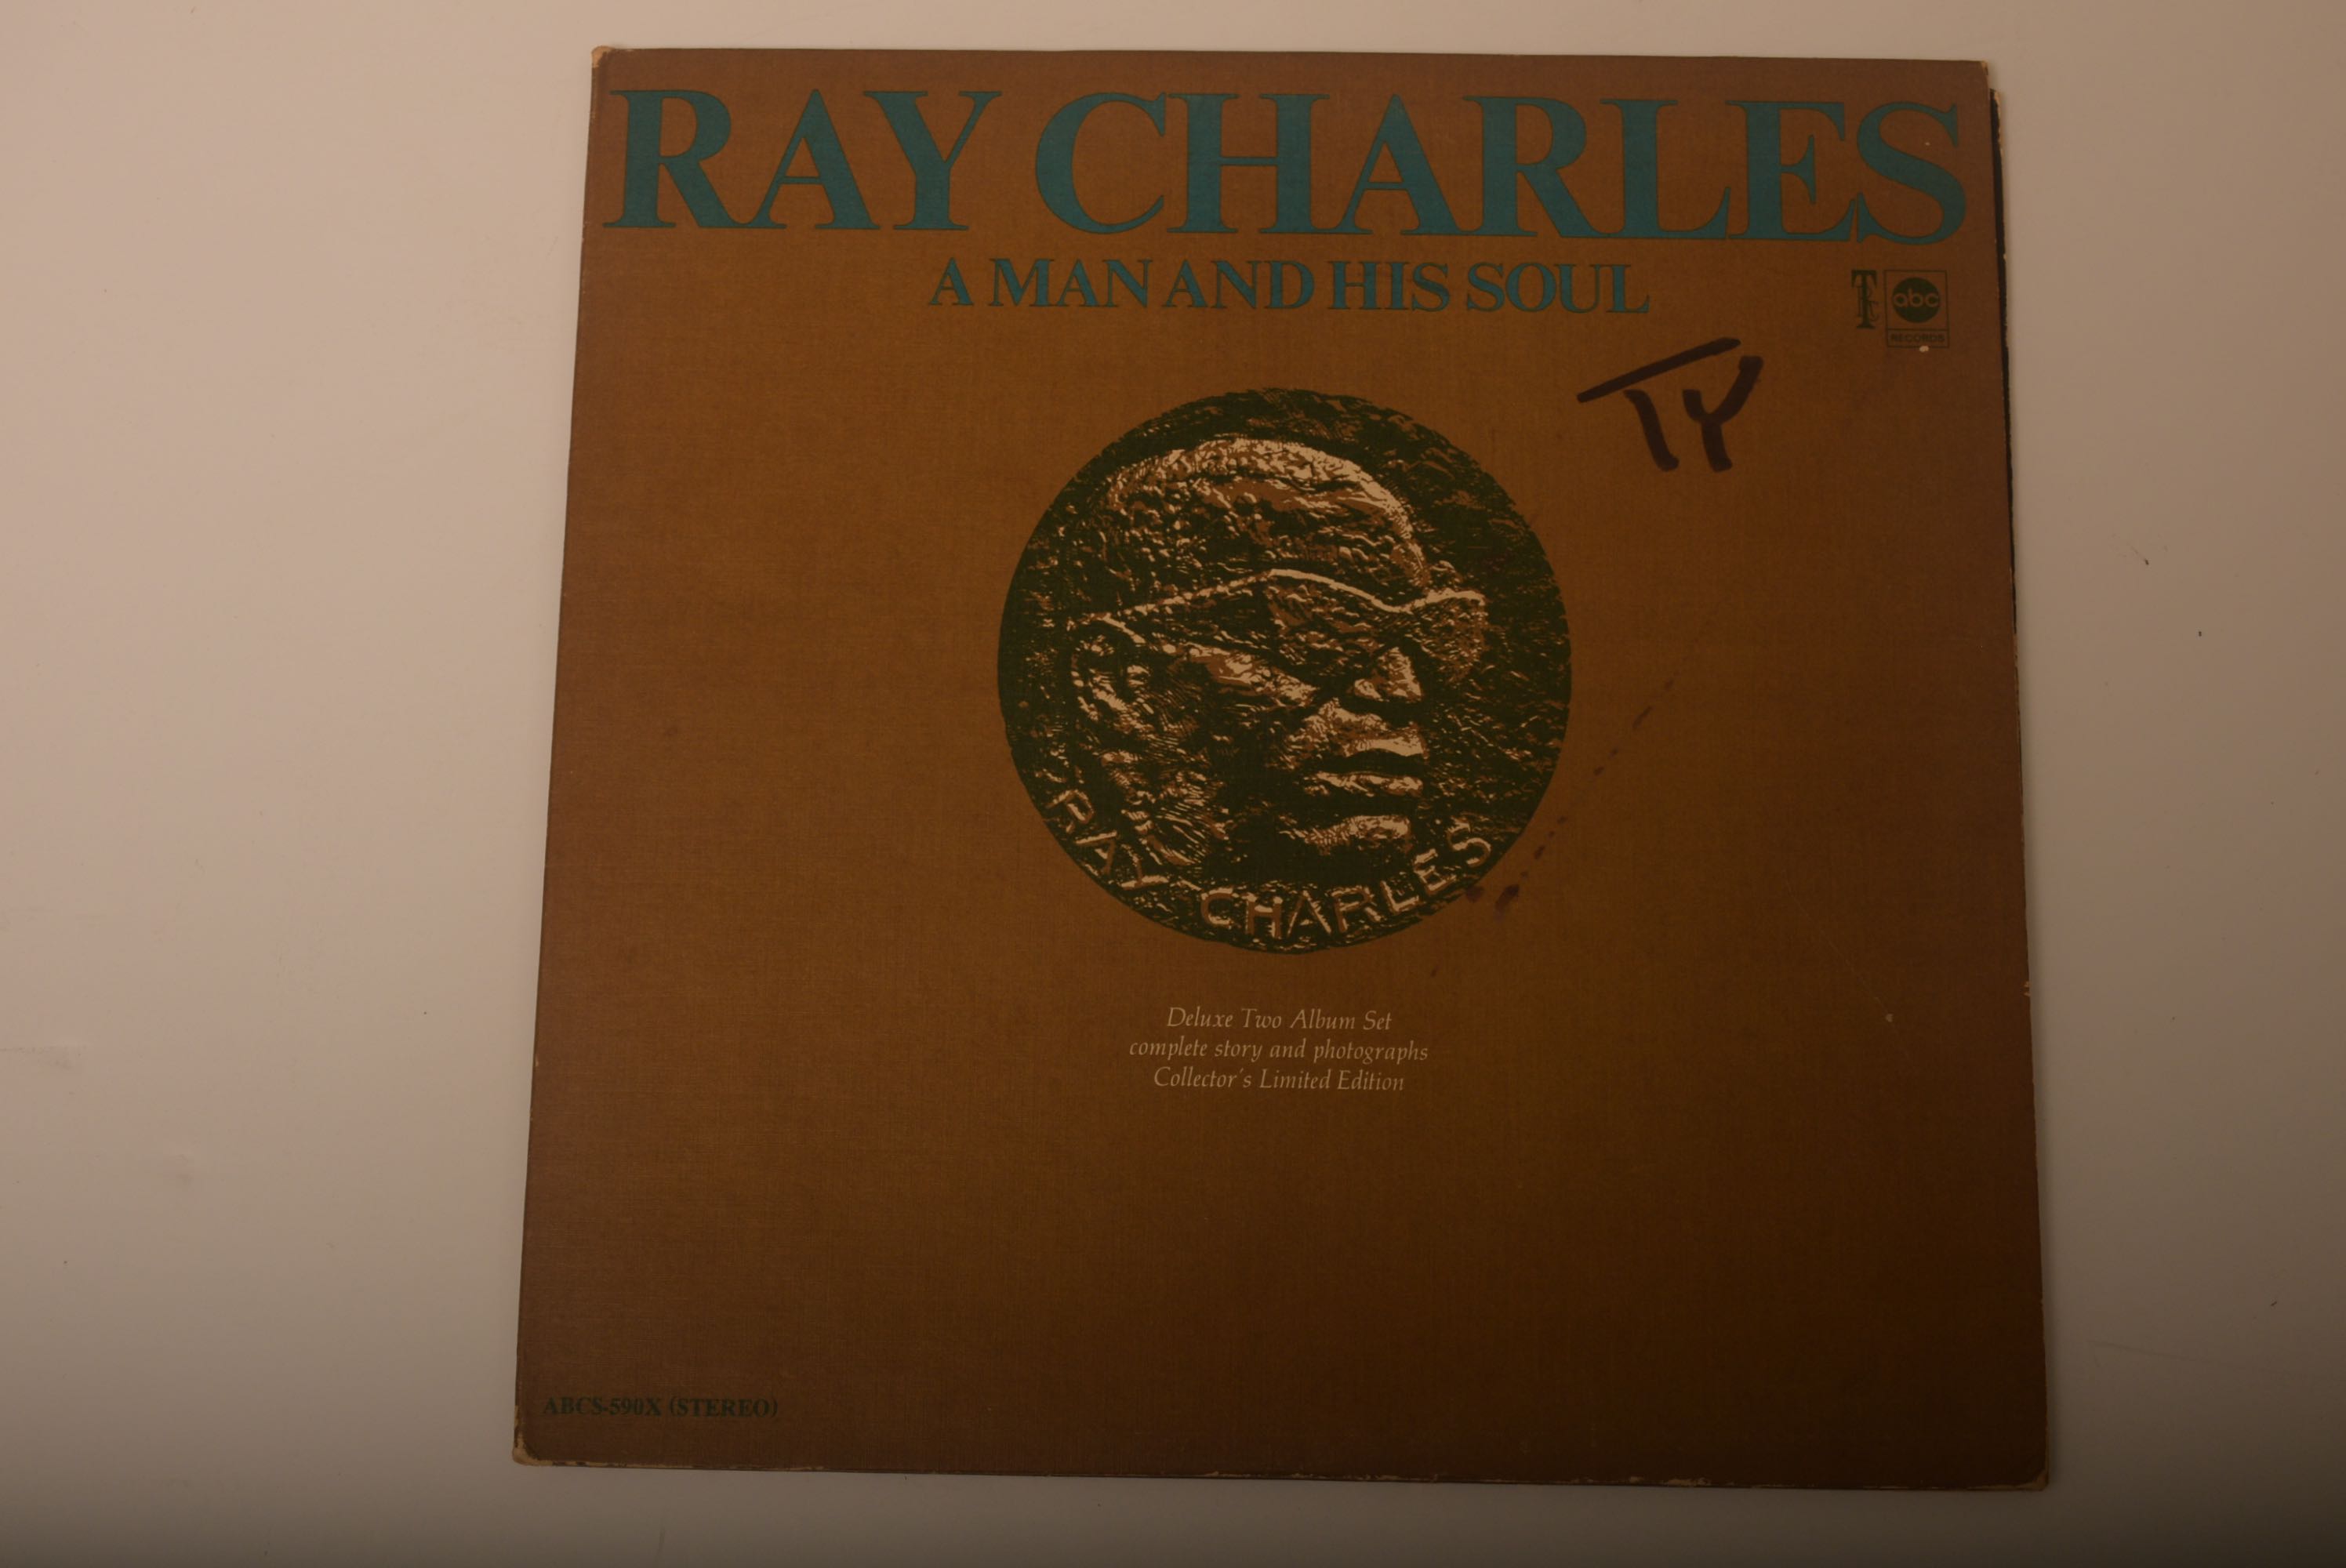 RAY CHARLES
A MAN AND HIS SOUL
TRC
abc
RECORDS
TY
RAY CHARLES
Deluxe Two Album Set
complete story and photographs
Collector's Limited Edition
ABCS-590X (STEREO)